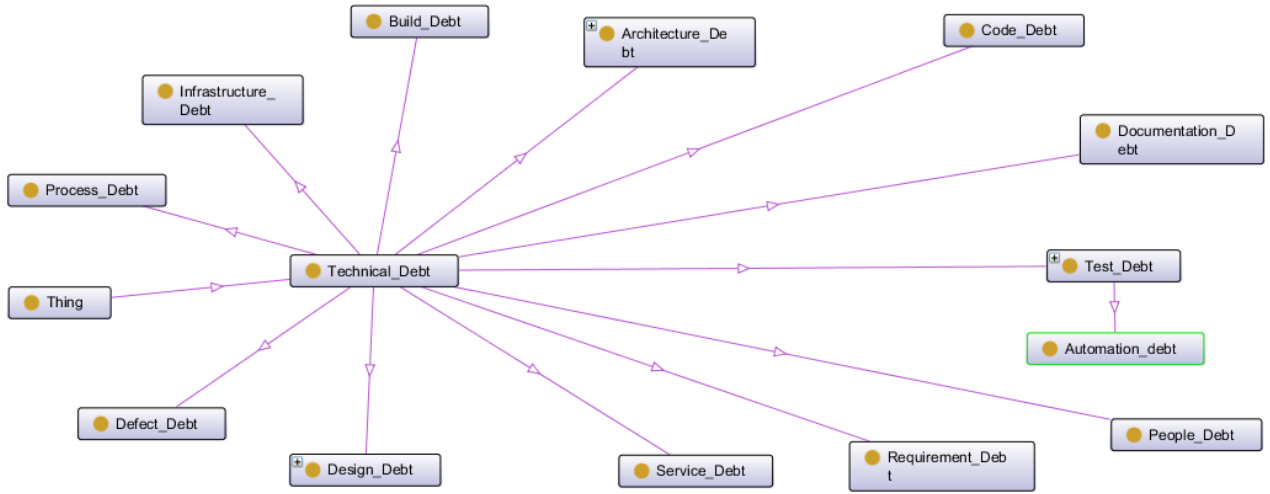 Build_Debt
Architecture_De
bt
Code_Debt
Infrastructure_
Debt
Documentation_D
ebt
Process_Debt
Technical_Debt
Test_Debt
Thing
Automation_debt
Defect_Debt
Design_Debt
Service_Debt
Requirement_Deb
t
People_Debt